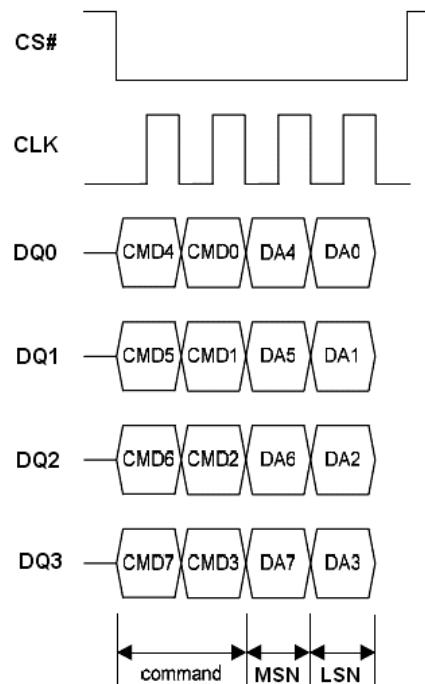 CS#
CLK
DQ0 CMD4 CMD0 DA4 DA0
DQ1 CMD5 CMD1 DA5 DA1
DQ2 CMD6 CMD2 DA6 DA2
DQ3 CMD7 CMD3 DA7 DA3
command MSN LSN